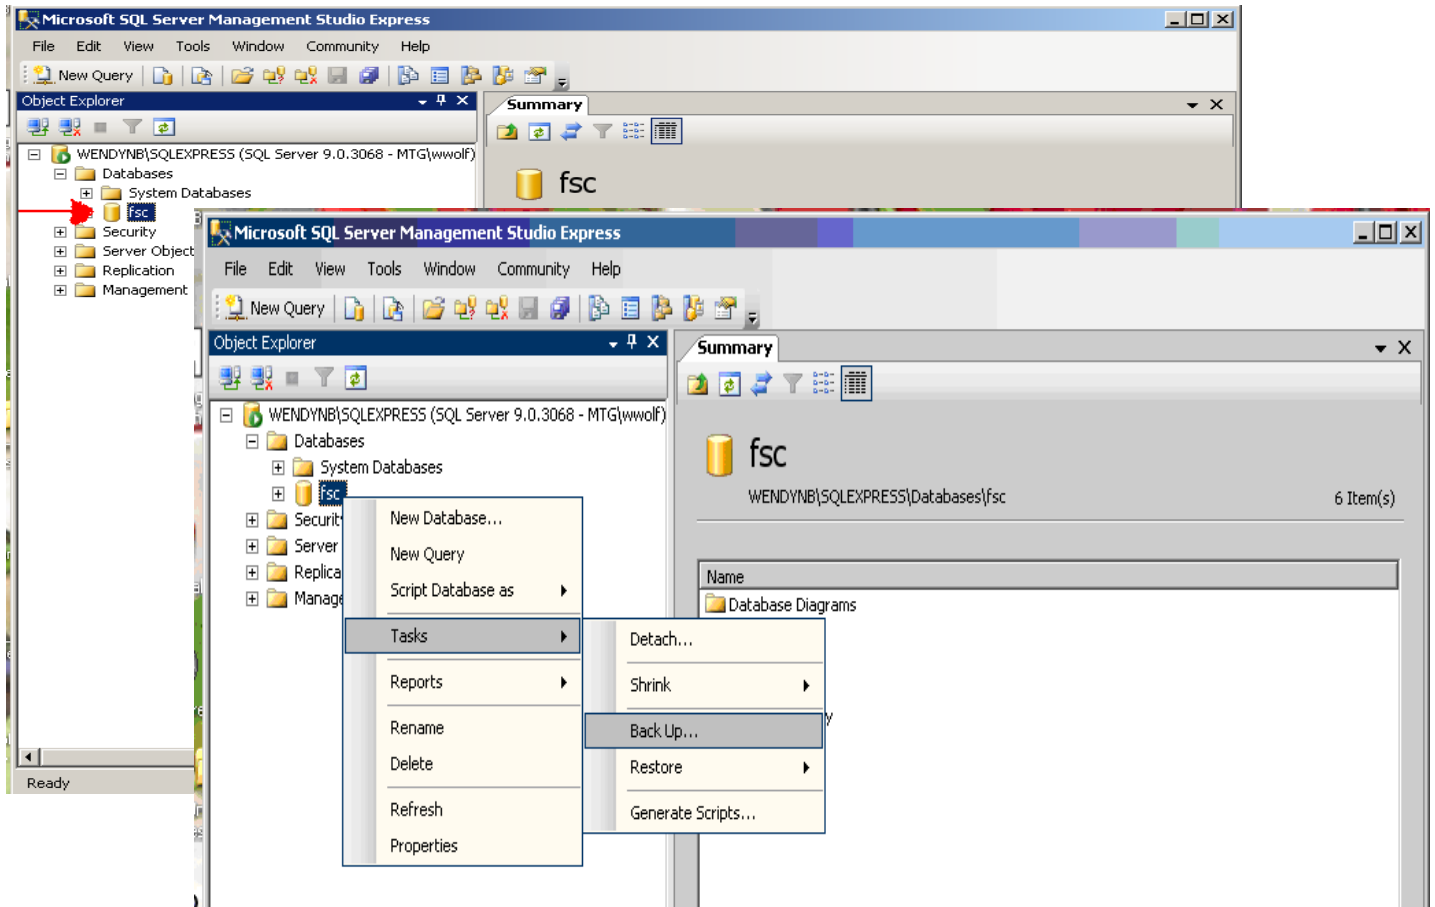 Microsoft SQL Server Management Studio Express
File Edit View Tools Window Community Help
New Query
Object Explorer
Summary
WENDYNB\SQLEXPRESS (SQL Server 9.0.3068 - MTG\wwolf)
Databases
System Databases
fsc
Security
Server Object
Replication
Management
Ready
fsc
Microsoft SQL Server Management Studio Express
File Edit View Tools Window Community Help
New Query
Object Explorer
Summary
WENDYNB\SQLEXPRESS (SQL Server 9.0.3068 - MTG\wwolf)
Databases
System Databases
fsc
Securit
Server
Replica
Manage
New Database...
New Query
Script Database as
Tasks
Reports
Rename
Delete
Refresh
Properties
Detach...
Shrink
Back Up...
Restore
Generate Scripts...
fsc
WENDYNB\SQLEXPRESS\Databases\fsc 6 Item(s)
Name
Database Diagrams
y